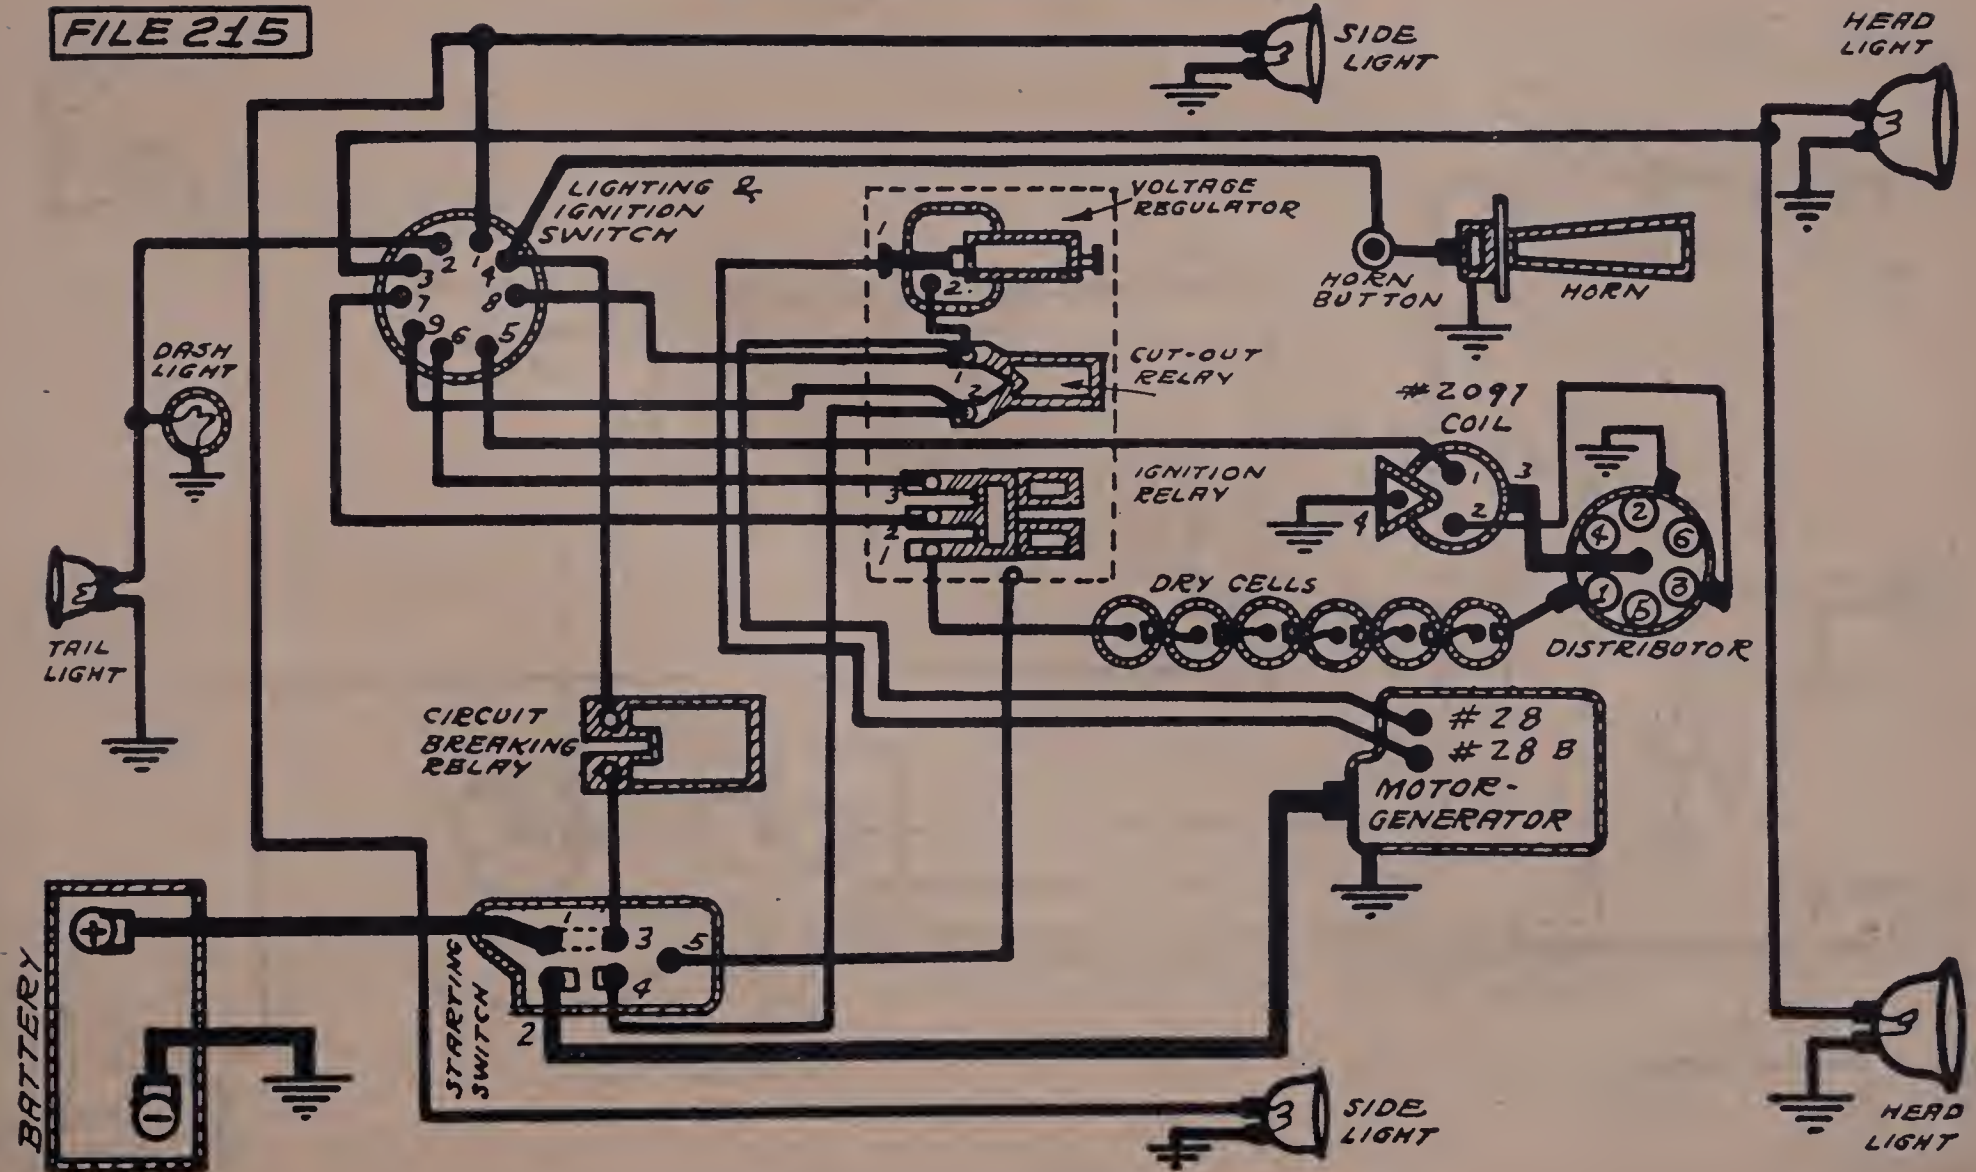 FILE 215
SIDE
LIGHT
HEAD
LIGHT
LIGHTING &
IGNITION
SWITCH
2
1
4
3
7
8
9
6
5
VOLTAGE
REGULATOR
1
2.
HORN
BUTTON
HORN
DASH
LIGHT
CUT-OUT
RELAY
1
2
#2097
COIL
1
2
3
4
IGNITION
RELAY
3
2
1
DRY CELLS
2
4
6
1
3
5
DISTRIBUTOR
TAIL
LIGHT
CIRCUIT
BREAKING
RELAY
#28
#28 B
MOTOR-
GENERATOR
BATTERY
+
−
STARTING
SWITCH
1
3
5
4
2
SIDE
LIGHT
HEAD
LIGHT